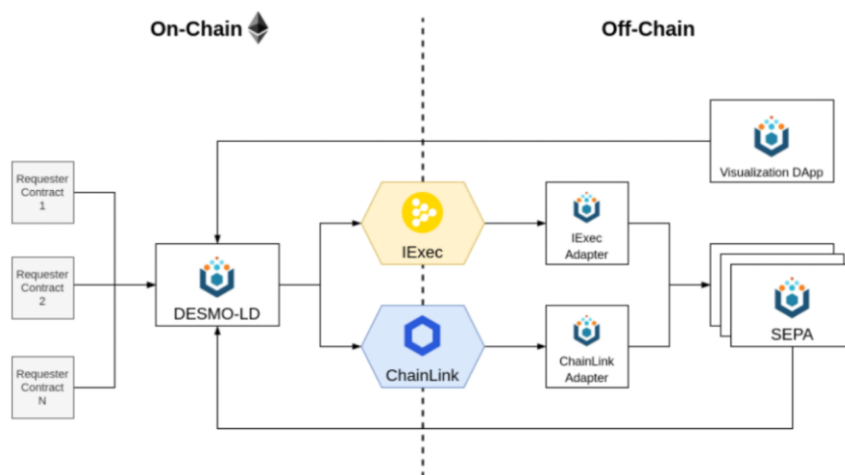 On-Chain
Off-Chain
Visualization DApp
Requester
Contract
1
Requester
Contract
2
Requester
Contract
N
DESMO-LD
IExec
ChainLink
IExec
Adapter
ChainLink
Adapter
SEPA